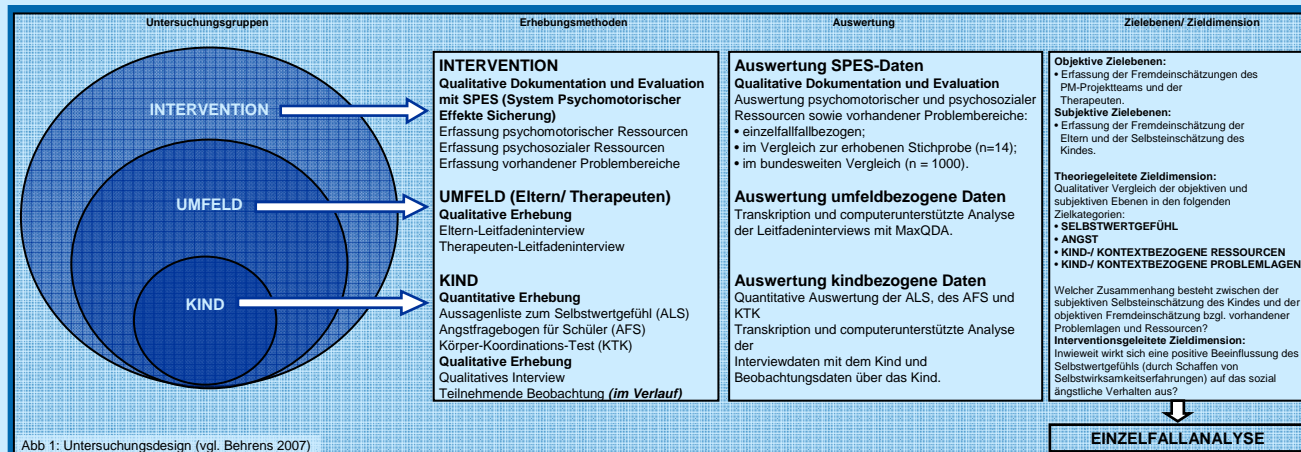 Untersuchungsgruppen
Erhebungsmethoden
Auswertung
Zielebenen/ Zieldimension
INTERVENTION
UMFELD
KIND
INTERVENTION
Qualitative Dokumentation und Evaluation
mit SPES (System Psychomotorischer
Effekte Sicherung)
Erfassung psychomotorischer Ressourcen
Erfassung psychosozialer Ressourcen
Erfassung vorhandener Problembereiche
UMFELD (Eltern/ Therapeuten)
Qualitative Erhebung
Eltern-Leitfadeninterview
Therapeuten-Leitfadeninterview
KIND
Quantitative Erhebung
Aussagenliste zum Selbstwertgefühl (ALS)
Angstfragebogen für Schüler (AFS)
Körper-Koordinations-Test (KTK)
Qualitative Erhebung
Qualitatives Interview
Teilnehmende Beobachtung (im Verlauf)
Auswertung SPES-Daten
Qualitative Dokumentation und Evaluation
Auswertung psychomotorischer und psychosozialer
Ressourcen sowie vorhandener Problembereiche:
• einzelfallfallbezogen;
• im Vergleich zur erhobenen Stichprobe (n=14);
• im bundesweiten Vergleich (n = 1000).
Auswertung umfeldbezogene Daten
Transkription und computerunterstützte Analyse
der Leitfadeninterviews mit MaxQDA.
Auswertung kindbezogene Daten
Quantitative Auswertung der ALS, des AFS und
KTK
Transkription und computerunterstützte Analyse
der
Interviewdaten mit dem Kind und
Beobachtungsdaten über das Kind.
Objektive Zielebenen:
• Erfassung der Fremdeinschätzungen des
PM-Projektteams und der
Therapeuten.
Subjektive Zielebenen:
• Erfassung der Fremdeinschätzung der
Eltern und der Selbsteinschätzung des
Kindes.
Theoriegeleitete Zieldimension:
Qualitativer Vergleich der objektiven und
subjektiven Ebenen in den folgenden
Zielkategorien:
• SELBSTWERTGEFÜHL
• ANGST
• KIND-/ KONTEXTBEZOGENE RESSOURCEN
• KIND-/ KONTEXTBEZOGENE PROBLEMLAGEN
Welcher Zusammenhang besteht zwischen der
subjektiven Selbsteinschätzung des Kindes und der
objektiven Fremdeinschätzung bzgl. vorhandener
Problemlagen und Ressourcen?
Interventionsgeleitete Zieldimension:
Inwieweit wirkt sich eine positive Beeinflussung des
Selbstwertgefühls (durch Schaffen von
Selbstwirksamkeitserfahrungen) auf das sozial
ängstliche Verhalten aus?
EINZELFALLANALYSE
Abb 1: Untersuchungsdesign (vgl. Behrens 2007)